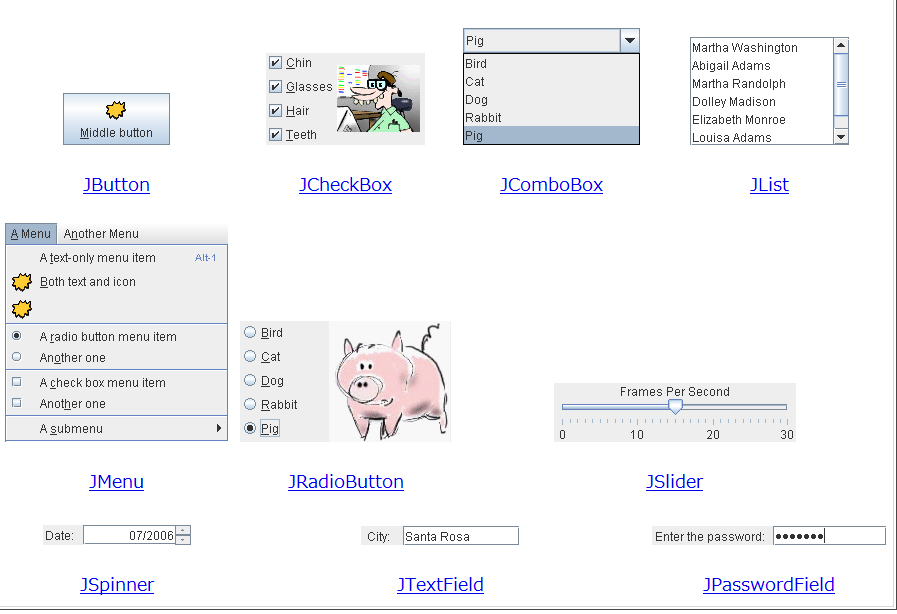 Middle button
Chin
Glasses
Hair
Teeth
Pig
Bird
Cat
Dog
Rabbit
Pig
Martha Washington
Abigail Adams
Martha Randolph
Dolley Madison
Elizabeth Monroe
Louisa Adams
JButton
JCheckBox
JComboBox
JList
A Menu Another Menu
A text-only menu item Alt-1
Both text and icon
A radio button menu item
Another one
A check box menu item
Another one
A submenu
Bird
Cat
Dog
Rabbit
Pig
Frames Per Second
0 10 20 30
JMenu
JRadioButton
JSlider
Date: 07/2006
City: Santa Rosa
Enter the password: •••••••
JSpinner
JTextField
JPasswordField